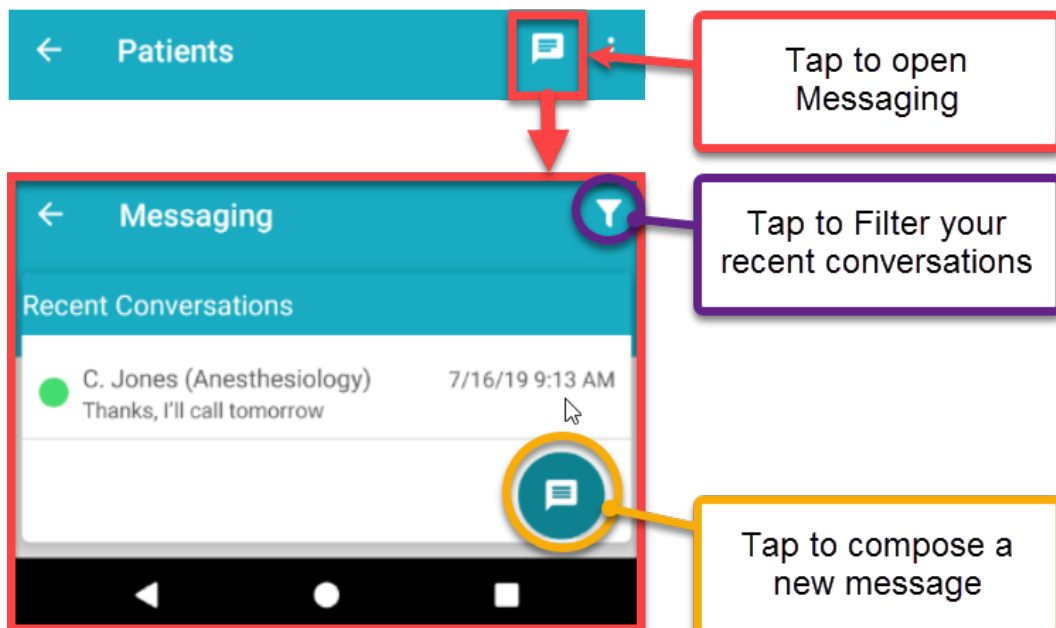 Patients
Tap to open
Messaging
Messaging
Tap to Filter your
recent conversations
Recent Conversations
C. Jones (Anesthesiology) 7/16/19 9:13 AM
Thanks, I'll call tomorrow
Tap to compose a
new message